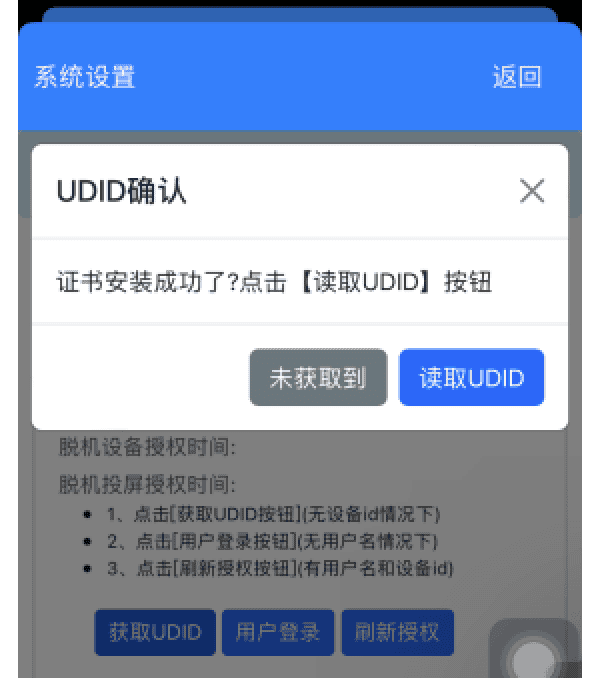 系统设置 返回
UDID确认
证书安装成功了?点击【读取UDID】按钮
未获取到 读取UDID
脱机设备授权时间:
脱机投屏授权时间:
1、点击[获取UDID按钮](无设备id情况下)
2、点击[用户登录按钮](无用户名情况下)
3、点击[刷新授权按钮](有用户名和设备id)
获取UDID 用户登录 刷新授权